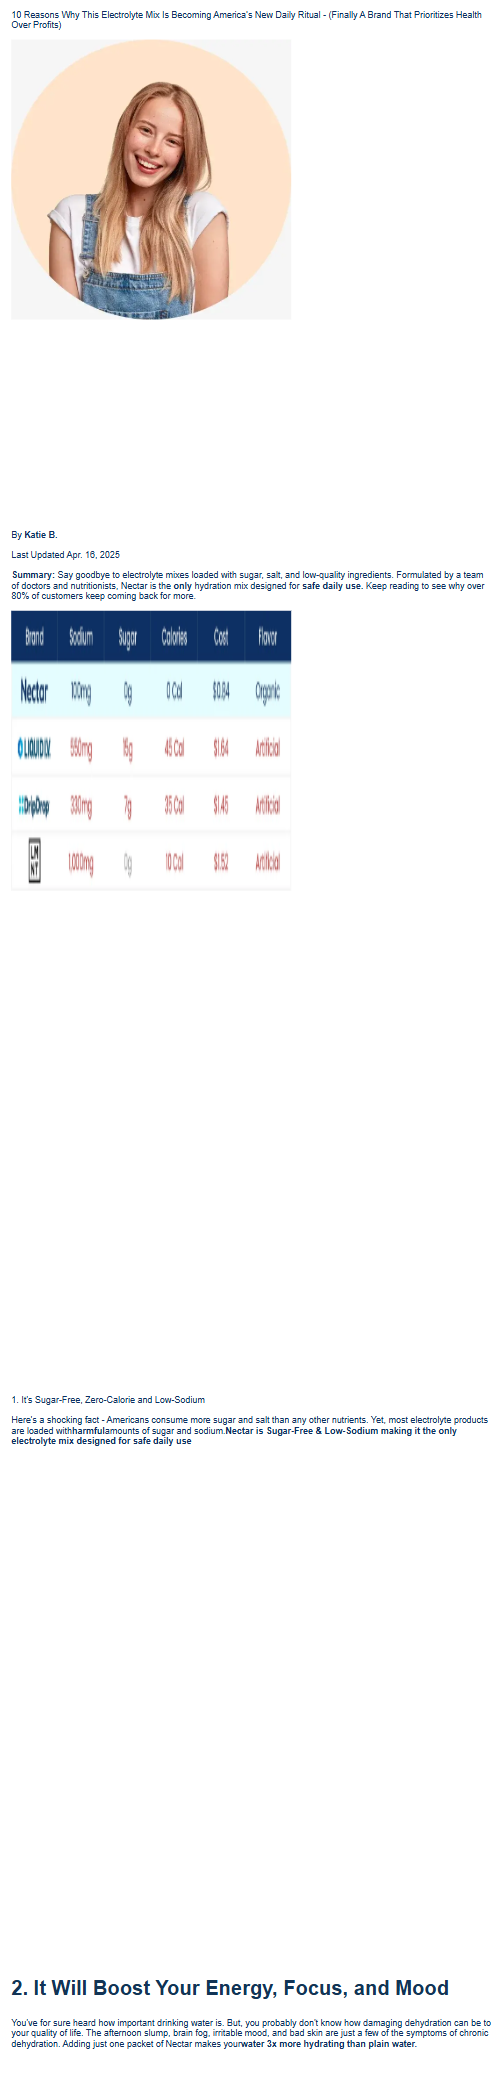 10 Reasons Why This Electrolyte Mix Is Becoming America's New Daily Ritual - (Finally A Brand That Prioritizes Health
Over Profits)
By Katie B.
Last Updated Apr. 16, 2025
Summary: Say goodbye to electrolyte mixes loaded with sugar, salt, and low-quality ingredients. Formulated by a team
of doctors and nutritionists, Nectar is the only hydration mix designed for safe daily use. Keep reading to see why over
80% of customers keep coming back for more.
Brand Sodium Sugar Calories Cost Flavor
Nectar 100mg 0g 0 Cal $0.84 Organic
LIQUID I.V. 550mg 15g 45 Cal $1.64 Artificial
DripDrop 330mg 7g 35 Cal $1.45 Artificial
LMNT 1,000mg 0g 10 Cal $1.52 Artificial
1. It's Sugar-Free, Zero-Calorie and Low-Sodium
Here's a shocking fact - Americans consume more sugar and salt than any other nutrients. Yet, most electrolyte products
are loaded withharmfulamounts of sugar and sodium.Nectar is Sugar-Free & Low-Sodium making it the only
electrolyte mix designed for safe daily use
2. It Will Boost Your Energy, Focus, and Mood
You've for sure heard how important drinking water is. But, you probably don't know how damaging dehydration can be to
your quality of life. The afternoon slump, brain fog, irritable mood, and bad skin are just a few of the symptoms of chronic
dehydration. Adding just one packet of Nectar makes yourwater 3x more hydrating than plain water.